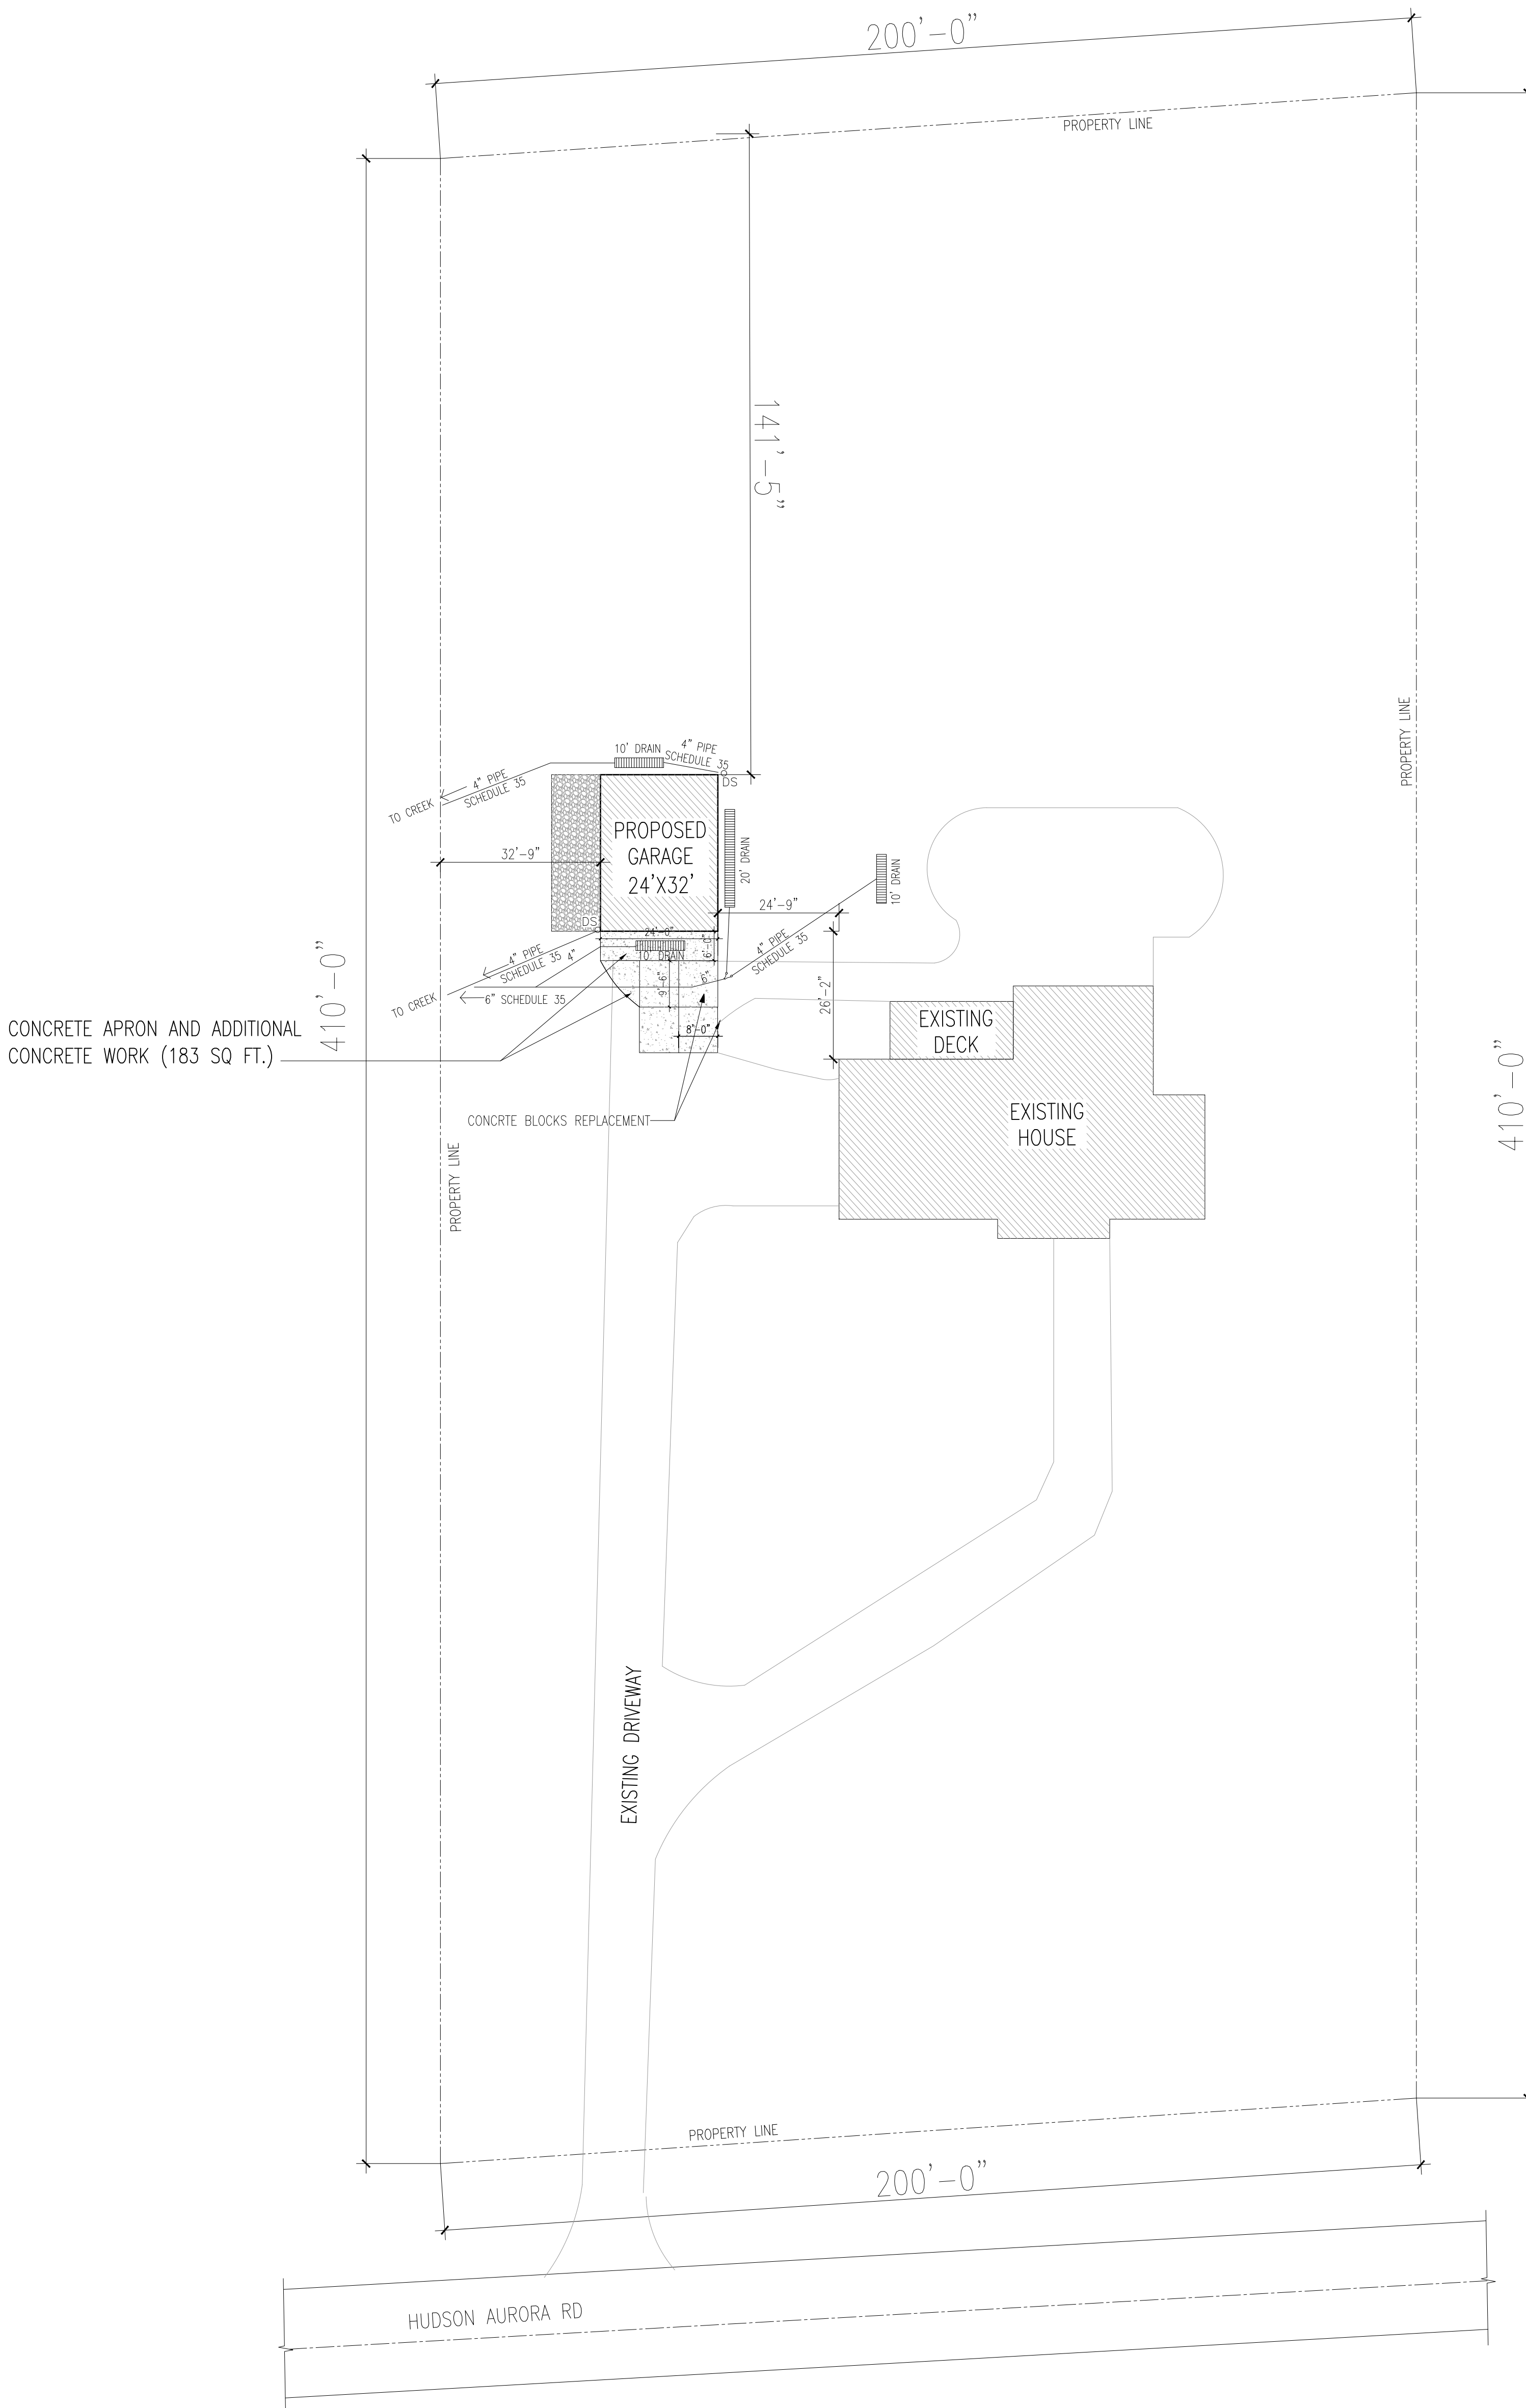 200'-0"
PROPERTY LINE
141'-5"
PROPERTY LINE
10' DRAIN
4" PIPE
SCHEDULE 35
DS
4" PIPE
SCHEDULE 35
TO CREEK
PROPOSED
GARAGE
24'X32'
20' DRAIN
10' DRAIN
32'-9"
24'-9"
DS
24'-0"
6'-0"
10' DRAIN
4" PIPE
SCHEDULE 35
4"
4" PIPE
SCHEDULE 35
6"
9'-6"
TO CREEK
6" SCHEDULE 35
26'-2"
410'-0"
CONCRETE APRON AND ADDITIONAL
CONCRETE WORK (183 SQ FT.)
8'-0"
EXISTING
DECK
410'-0"
EXISTING
HOUSE
CONCRTE BLOCKS REPLACEMENT
PROPERTY LINE
EXISTING DRIVEWAY
PROPERTY LINE
200'-0"
HUDSON AURORA RD